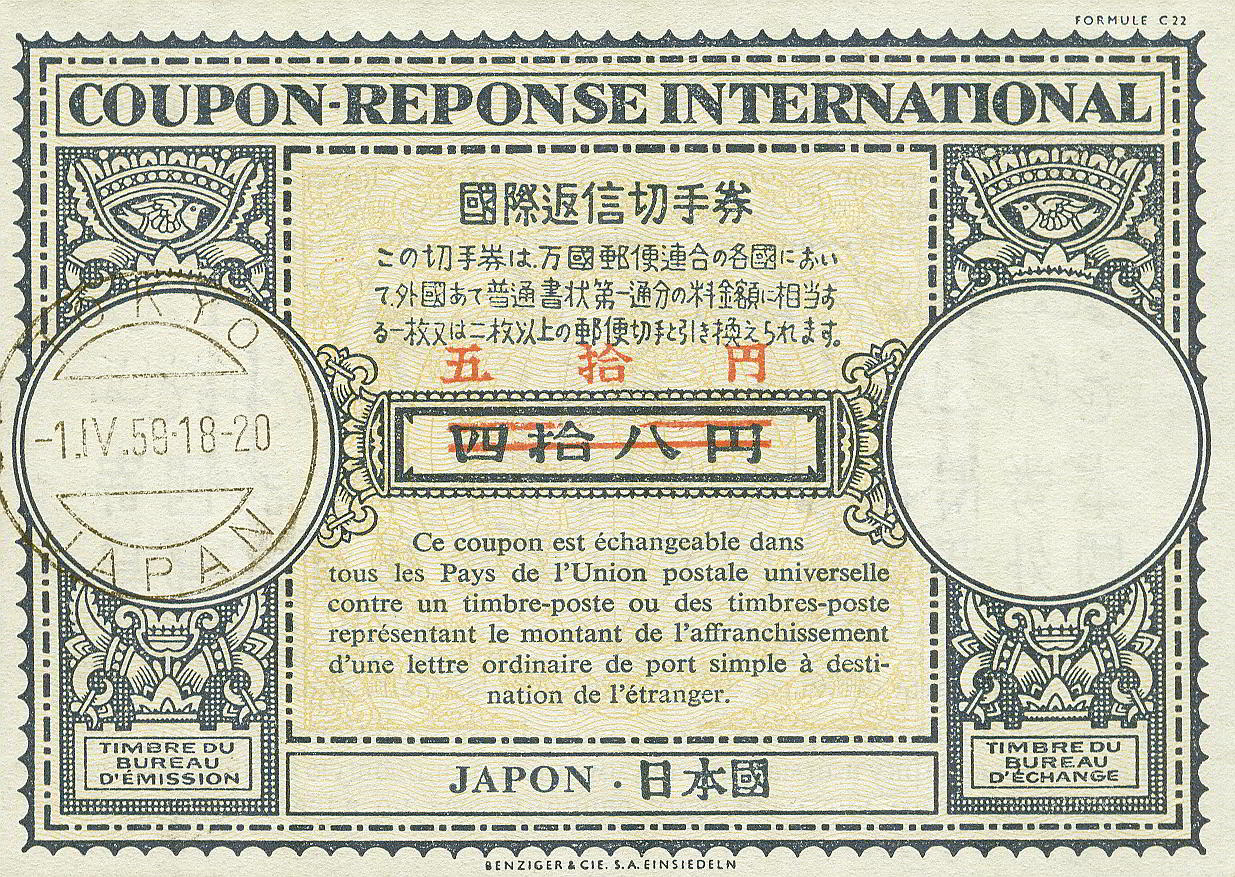 FORMULE C 22
COUPON-REPONSE INTERNATIONAL
國際返信切手券
この切手券は、万國郵便連合の各國におい
て、外國あて普通書状第一通分の料金額に相当す
る一枚又は二枚以上の郵便切手と引き換えられます。
五拾円
四拾八円
TOKYO
-1.IV.59·18-20
JAPAN
Ce coupon est échangeable dans
tous les Pays de l'Union postale universelle
contre un timbre-poste ou des timbres-poste
représentant le montant de l'affranchissement
d'une lettre ordinaire de port simple à desti-
nation de l'étranger.
TIMBRE DU
BUREAU
D'ÉMISSION
TIMBRE DU
BUREAU
D'ÉCHANGE
JAPON · 日本國
BENZIGER & CIE. S.A. EINSIEDELN